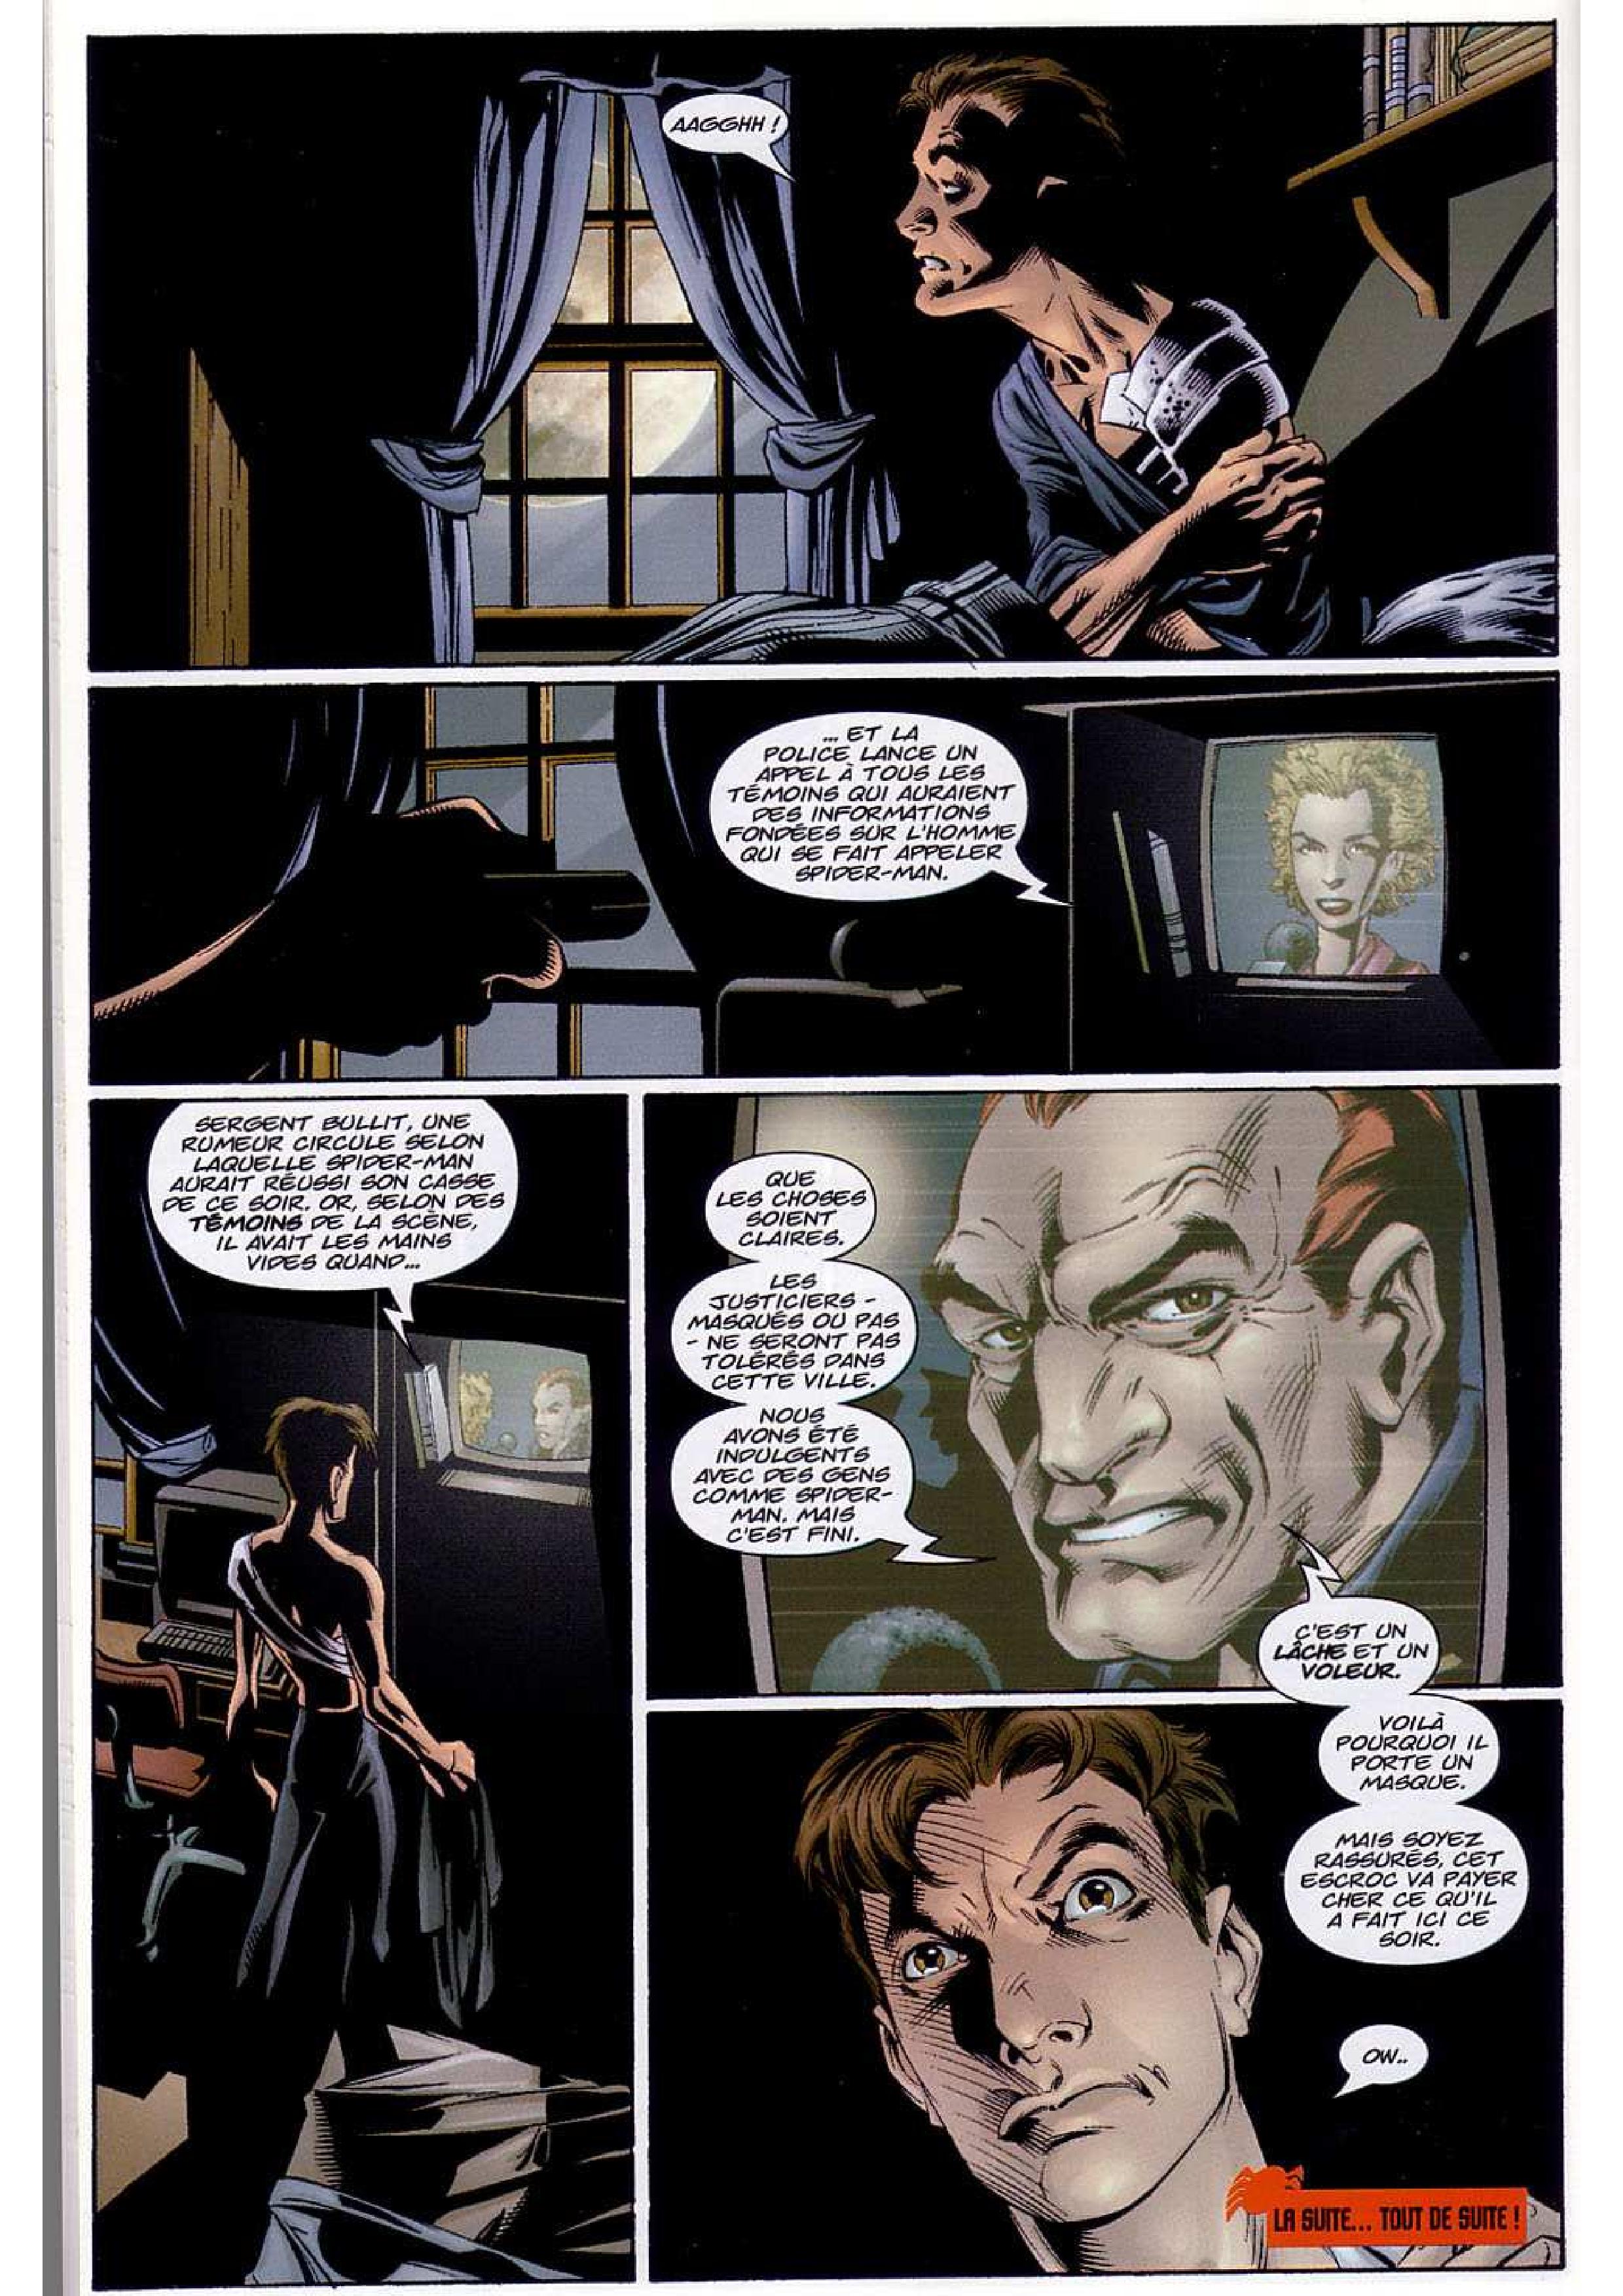 AAGGHH !
... ET LA
POLICE LANCE UN
APPEL À TOUS LES
TÉMOINS QUI AURAIENT
DES INFORMATIONS
FONDÉES SUR L'HOMME
QUI SE FAIT APPELER
SPIDER-MAN.
SERGENT BULLIT, UNE
RUMEUR CIRCULE SELON
LAQUELLE SPIDER-MAN
AURAIT RÉUSSI SON CASSE
DE CE SOIR. OR, SELON DES
TÉMOINS DE LA SCÈNE,
IL AVAIT LES MAINS
VIDES QUAND...
QUE
LES CHOSES
SOIENT
CLAIRES.
LES
JUSTICIERS -
MASQUÉS OU PAS
- NE SERONT PAS
TOLÉRÉS DANS
CETTE VILLE.
NOUS
AVONS ÉTÉ
INDULGENTS
AVEC DES GENS
COMME SPIDER-
MAN. MAIS
C'EST FINI.
C'EST UN
LÂCHE ET UN
VOLEUR.
VOILÀ
POURQUOI IL
PORTE UN
MASQUE.
MAIS SOYEZ
RASSURÉS, CET
ESCROC VA PAYER
CHER CE QU'IL
A FAIT ICI CE
SOIR.
OW..
LA SUITE... TOUT DE SUITE !